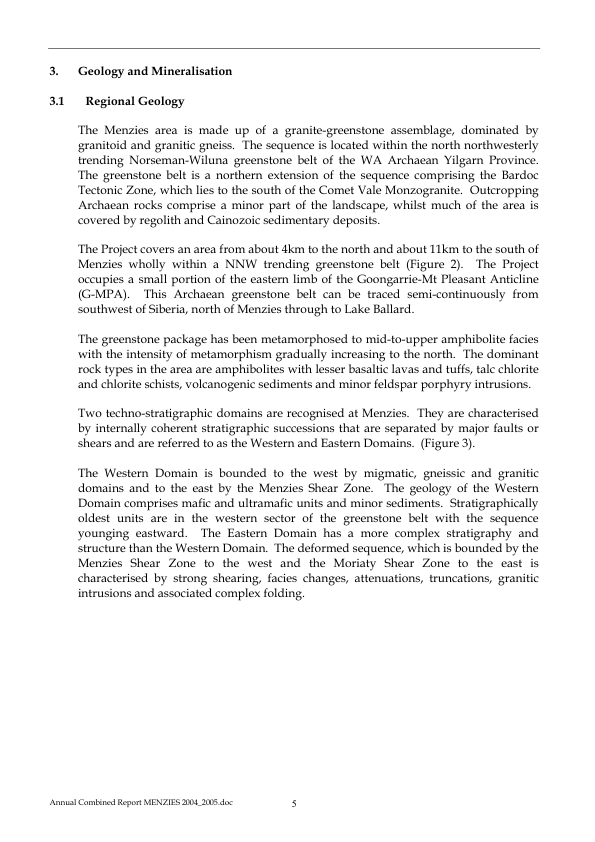 3. Geology and Mineralisation
3.1 Regional Geology
The Menzies area is made up of a granite-greenstone assemblage, dominated by
granitoid and granitic gneiss. The sequence is located within the north northwesterly
trending Norseman-Wiluna greenstone belt of the WA Archaean Yilgarn Province.
The greenstone belt is a northern extension of the sequence comprising the Bardoc
Tectonic Zone, which lies to the south of the Comet Vale Monzogranite. Outcropping
Archaean rocks comprise a minor part of the landscape, whilst much of the area is
covered by regolith and Cainozoic sedimentary deposits.
The Project covers an area from about 4km to the north and about 11km to the south of
Menzies wholly within a NNW trending greenstone belt (Figure 2). The Project
occupies a small portion of the eastern limb of the Goongarrie-Mt Pleasant Anticline
(G-MPA). This Archaean greenstone belt can be traced semi-continuously from
southwest of Siberia, north of Menzies through to Lake Ballard.
The greenstone package has been metamorphosed to mid-to-upper amphibolite facies
with the intensity of metamorphism gradually increasing to the north. The dominant
rock types in the area are amphibolites with lesser basaltic lavas and tuffs, talc chlorite
and chlorite schists, volcanogenic sediments and minor feldspar porphyry intrusions.
Two techno-stratigraphic domains are recognised at Menzies. They are characterised
by internally coherent stratigraphic successions that are separated by major faults or
shears and are referred to as the Western and Eastern Domains. (Figure 3).
The Western Domain is bounded to the west by migmatic, gneissic and granitic
domains and to the east by the Menzies Shear Zone. The geology of the Western
Domain comprises mafic and ultramafic units and minor sediments. Stratigraphically
oldest units are in the western sector of the greenstone belt with the sequence
younging eastward. The Eastern Domain has a more complex stratigraphy and
structure than the Western Domain. The deformed sequence, which is bounded by the
Menzies Shear Zone to the west and the Moriaty Shear Zone to the east is
characterised by strong shearing, facies changes, attenuations, truncations, granitic
intrusions and associated complex folding.
Annual Combined Report MENZIES 2004_2005.doc 5